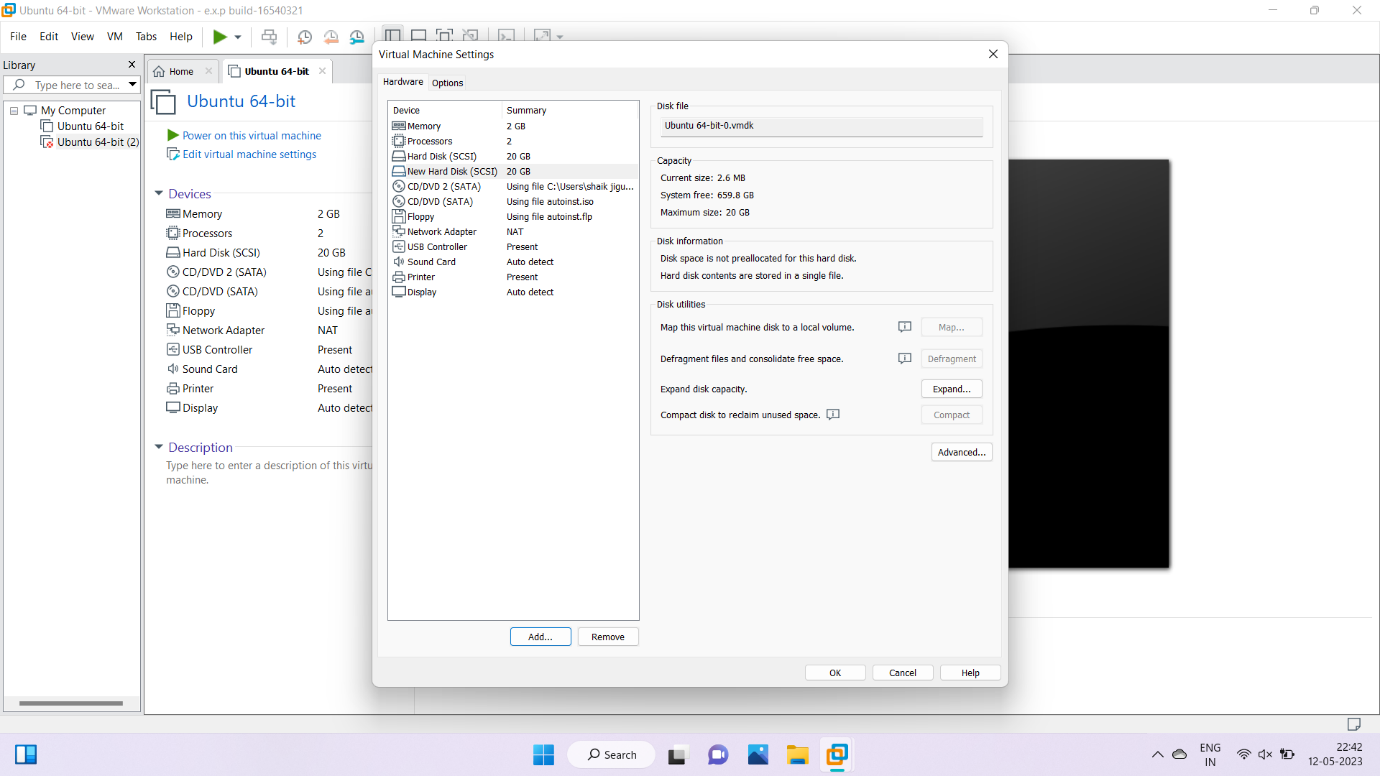 Ubuntu 64-bit - VMware Workstation - e.x.p build-16540321
File Edit View VM Tabs Help
Library
Type here to sea...
My Computer
Ubuntu 64-bit
Ubuntu 64-bit (2)
Home
Ubuntu 64-bit
Ubuntu 64-bit
Power on this virtual machine
Edit virtual machine settings
Devices
Memory 2 GB
Processors 2
Hard Disk (SCSI) 20 GB
CD/DVD 2 (SATA) Using file C
CD/DVD (SATA) Using file a
Floppy Using file a
Network Adapter NAT
USB Controller Present
Sound Card Auto detect
Printer Present
Display Auto detect
Description
Type here to enter a description of this virtu
machine.
Virtual Machine Settings
Hardware Options
Device Summary
Memory 2 GB
Processors 2
Hard Disk (SCSI) 20 GB
New Hard Disk (SCSI) 20 GB
CD/DVD 2 (SATA) Using file C:\Users\shaik jigu...
CD/DVD (SATA) Using file autoinst.iso
Floppy Using file autoinst.flp
Network Adapter NAT
USB Controller Present
Sound Card Auto detect
Printer Present
Display Auto detect
Add... Remove
Disk file
Ubuntu 64-bit-0.vmdk
Capacity
Current size: 2.6 MB
System free: 659.8 GB
Maximum size: 20 GB
Disk information
Disk space is not preallocated for this hard disk.
Hard disk contents are stored in a single file.
Disk utilities
Map this virtual machine disk to a local volume. Map...
Defragment files and consolidate free space. Defragment
Expand disk capacity. Expand...
Compact disk to reclaim unused space. Compact
Advanced...
OK Cancel Help
Search
ENG
IN
22:42
12-05-2023